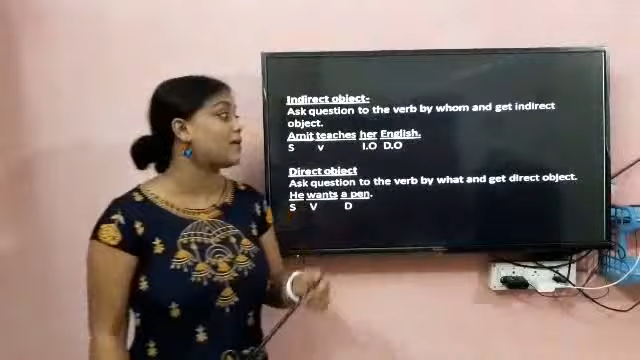 Indirect object-
Ask question to the verb by whom and get indirect
object.
Amit teaches her English.
S v I.O D.O
Direct object
Ask question to the verb by what and get direct object.
He wants a pen.
S V D